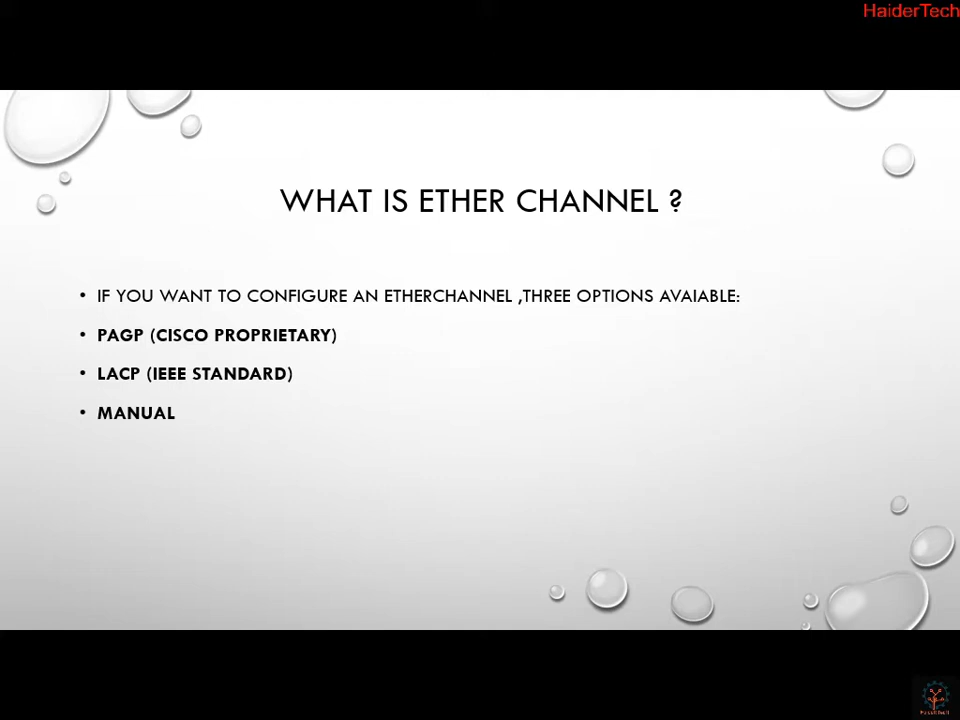 HaiderTech
WHAT IS ETHER CHANNEL ?
• IF YOU WANT TO CONFIGURE AN ETHERCHANNEL ,THREE OPTIONS AVAIABLE:
• PAGP (CISCO PROPRIETARY)
• LACP (IEEE STANDARD)
• MANUAL